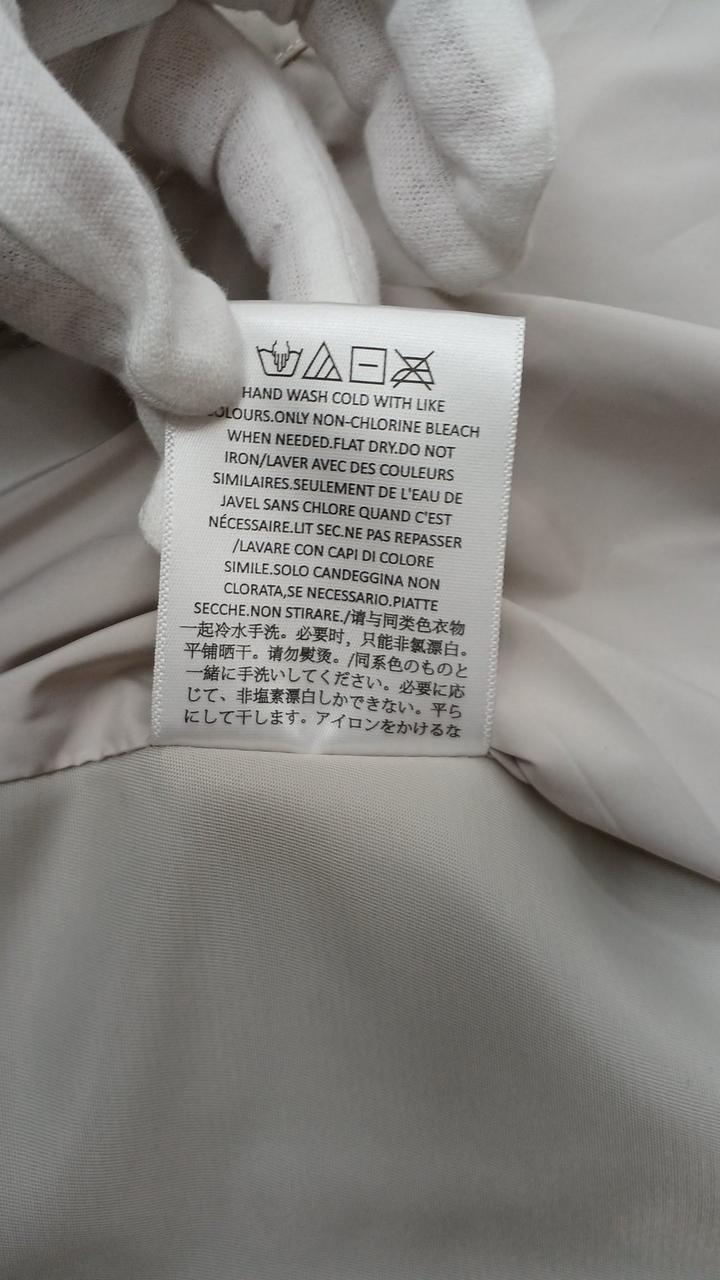 HAND WASH COLD WITH LIKE
COLOURS.ONLY NON-CHLORINE BLEACH
WHEN NEEDED.FLAT DRY.DO NOT
IRON/LAVER AVEC DES COULEURS
SIMILAIRES.SEULEMENT DE L'EAU DE
JAVEL SANS CHLORE QUAND C'EST
NÉCESSAIRE.LIT SEC.NE PAS REPASSER
/LAVARE CON CAPI DI COLORE
SIMILE.SOLO CANDEGGINA NON
CLORATA,SE NECESSARIO.PIATTE
SECCHE.NON STIRARE./请与同类色衣物
一起冷水手洗。必要时，只能非氯漂白。
平铺晒干。请勿熨烫。/同系色のものと
一緒に手洗いしてください。必要に応
じて、非塩素漂白しかできない。平ら
にして干します。アイロンをかけるな